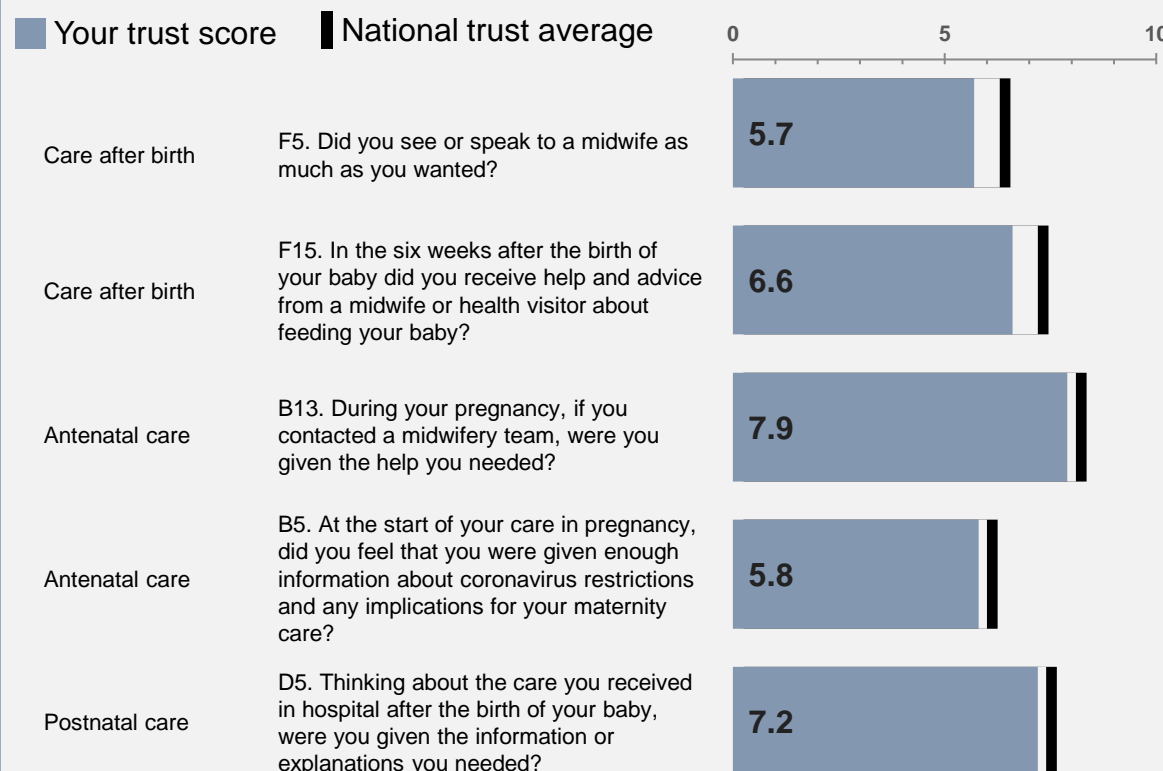 Your trust score National trust average
0 5 10
Care after birth
F5. Did you see or speak to a midwife as
much as you wanted?
5.7
Care after birth
F15. In the six weeks after the birth of
your baby did you receive help and advice
from a midwife or health visitor about
feeding your baby?
6.6
Antenatal care
B13. During your pregnancy, if you
contacted a midwifery team, were you
given the help you needed?
7.9
Antenatal care
B5. At the start of your care in pregnancy,
did you feel that you were given enough
information about coronavirus restrictions
and any implications for your maternity
care?
5.8
Postnatal care
D5. Thinking about the care you received
in hospital after the birth of your baby,
were you given the information or
explanations you needed?
7.2